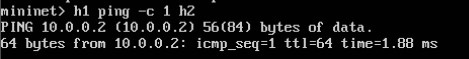 mininet> h1 ping -c 1 h2
PING 10.0.0.2 (10.0.0.2) 56(84) bytes of data.
64 bytes from 10.0.0.2: icmp_seq=1 ttl=64 time=1.88 ms